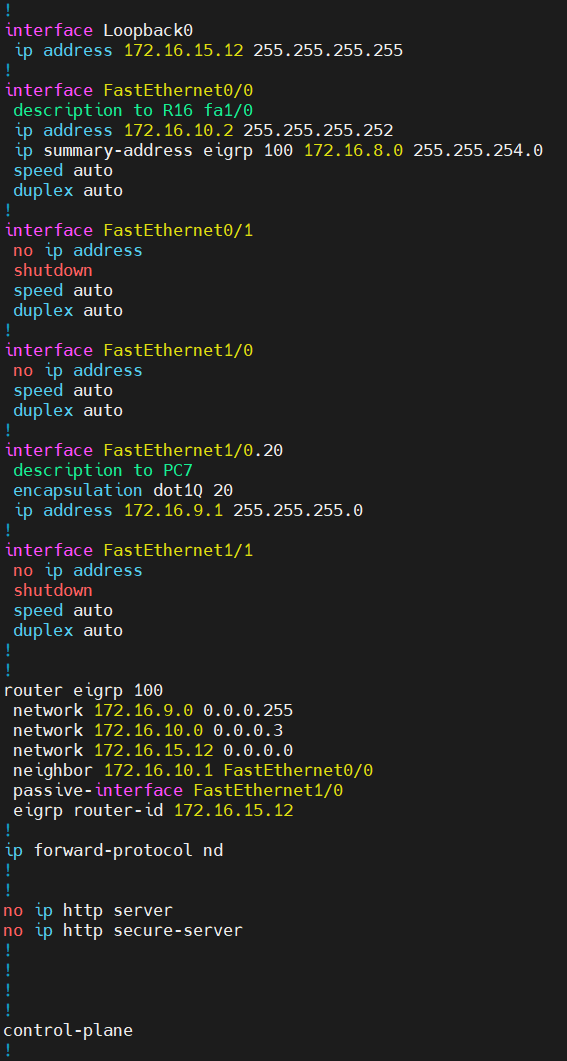 !
interface Loopback0
 ip address 172.16.15.12 255.255.255.255
!
interface FastEthernet0/0
 description to R16 fa1/0
 ip address 172.16.10.2 255.255.255.252
 ip summary-address eigrp 100 172.16.8.0 255.255.254.0
 speed auto
 duplex auto
!
interface FastEthernet0/1
 no ip address
 shutdown
 speed auto
 duplex auto
!
interface FastEthernet1/0
 no ip address
 speed auto
 duplex auto
!
interface FastEthernet1/0.20
 description to PC7
 encapsulation dot1Q 20
 ip address 172.16.9.1 255.255.255.0
!
interface FastEthernet1/1
 no ip address
 shutdown
 speed auto
 duplex auto
!
!
router eigrp 100
 network 172.16.9.0 0.0.0.255
 network 172.16.10.0 0.0.0.3
 network 172.16.15.12 0.0.0.0
 neighbor 172.16.10.1 FastEthernet0/0
 passive-interface FastEthernet1/0
 eigrp router-id 172.16.15.12
!
ip forward-protocol nd
!
!
no ip http server
no ip http secure-server
!
!
!
!
control-plane
!